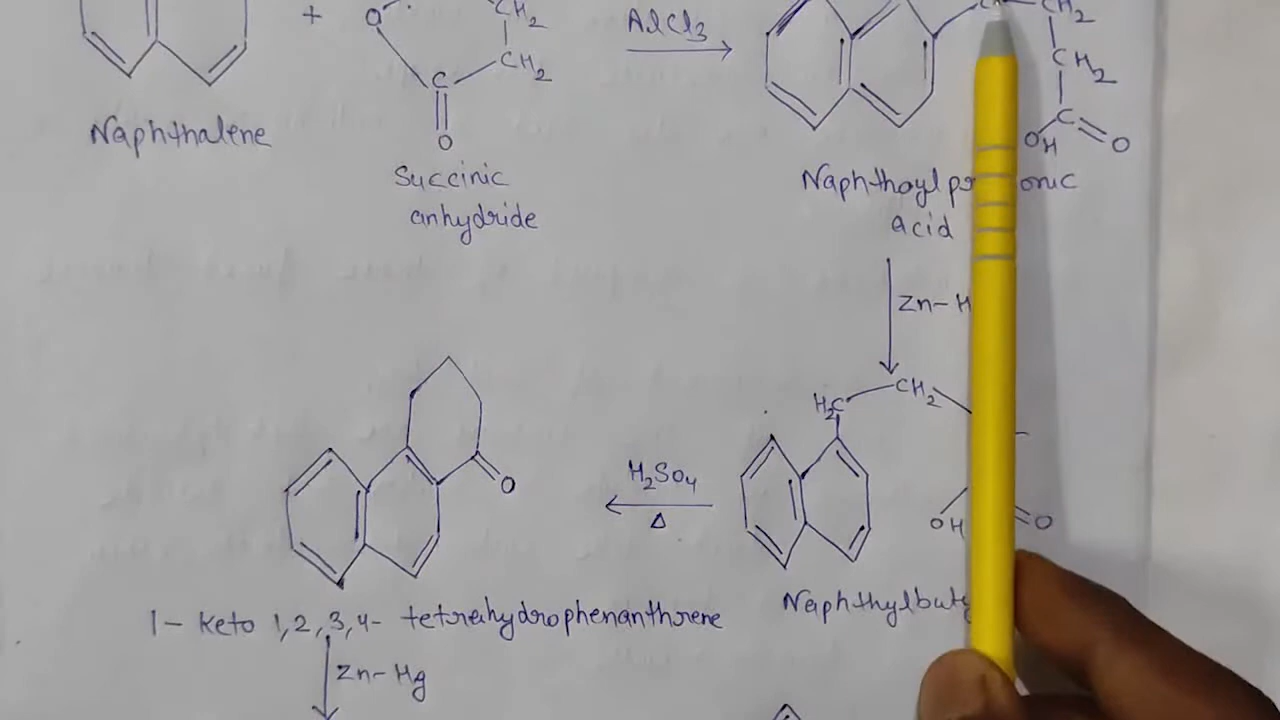 +
O
CH2
CH2
C
O
AlCl3
CH2
CH2
C
O
OH
Naphthalene
Succinic
anhydride
Naphthoyl
acid
Zn-
H2C
CH2
OH
O
O
H2SO4
Δ
1- Keto 1,2,3,4- tetrahydrophenanthrene
Zn-Hg